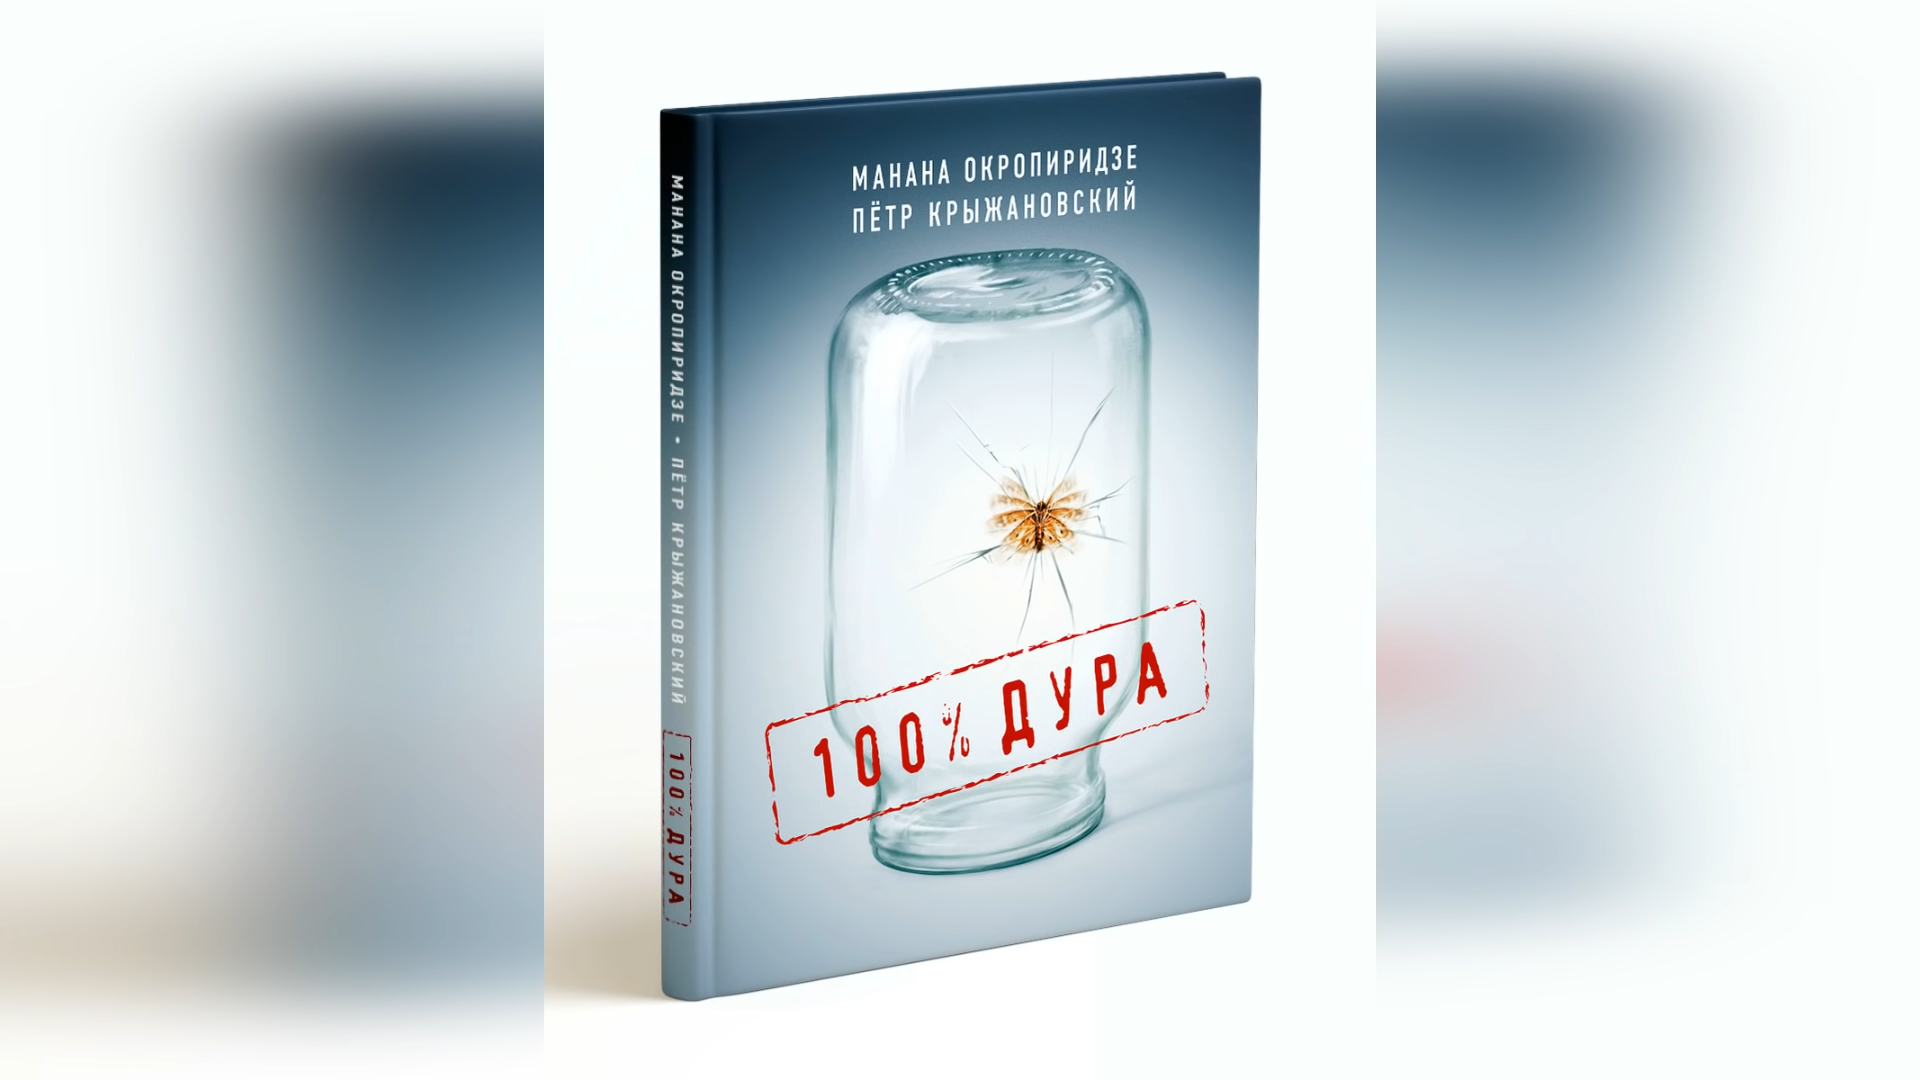 МАНАНА ОКРОПИРИДЗЕ
ПЁТР КРЫЖАНОВСКИЙ
100% ДУРА
МАНАНА ОКРОПИРИДЗЕ • ПЁТР КРЫЖАНОВСКИЙ
100% ДУРА